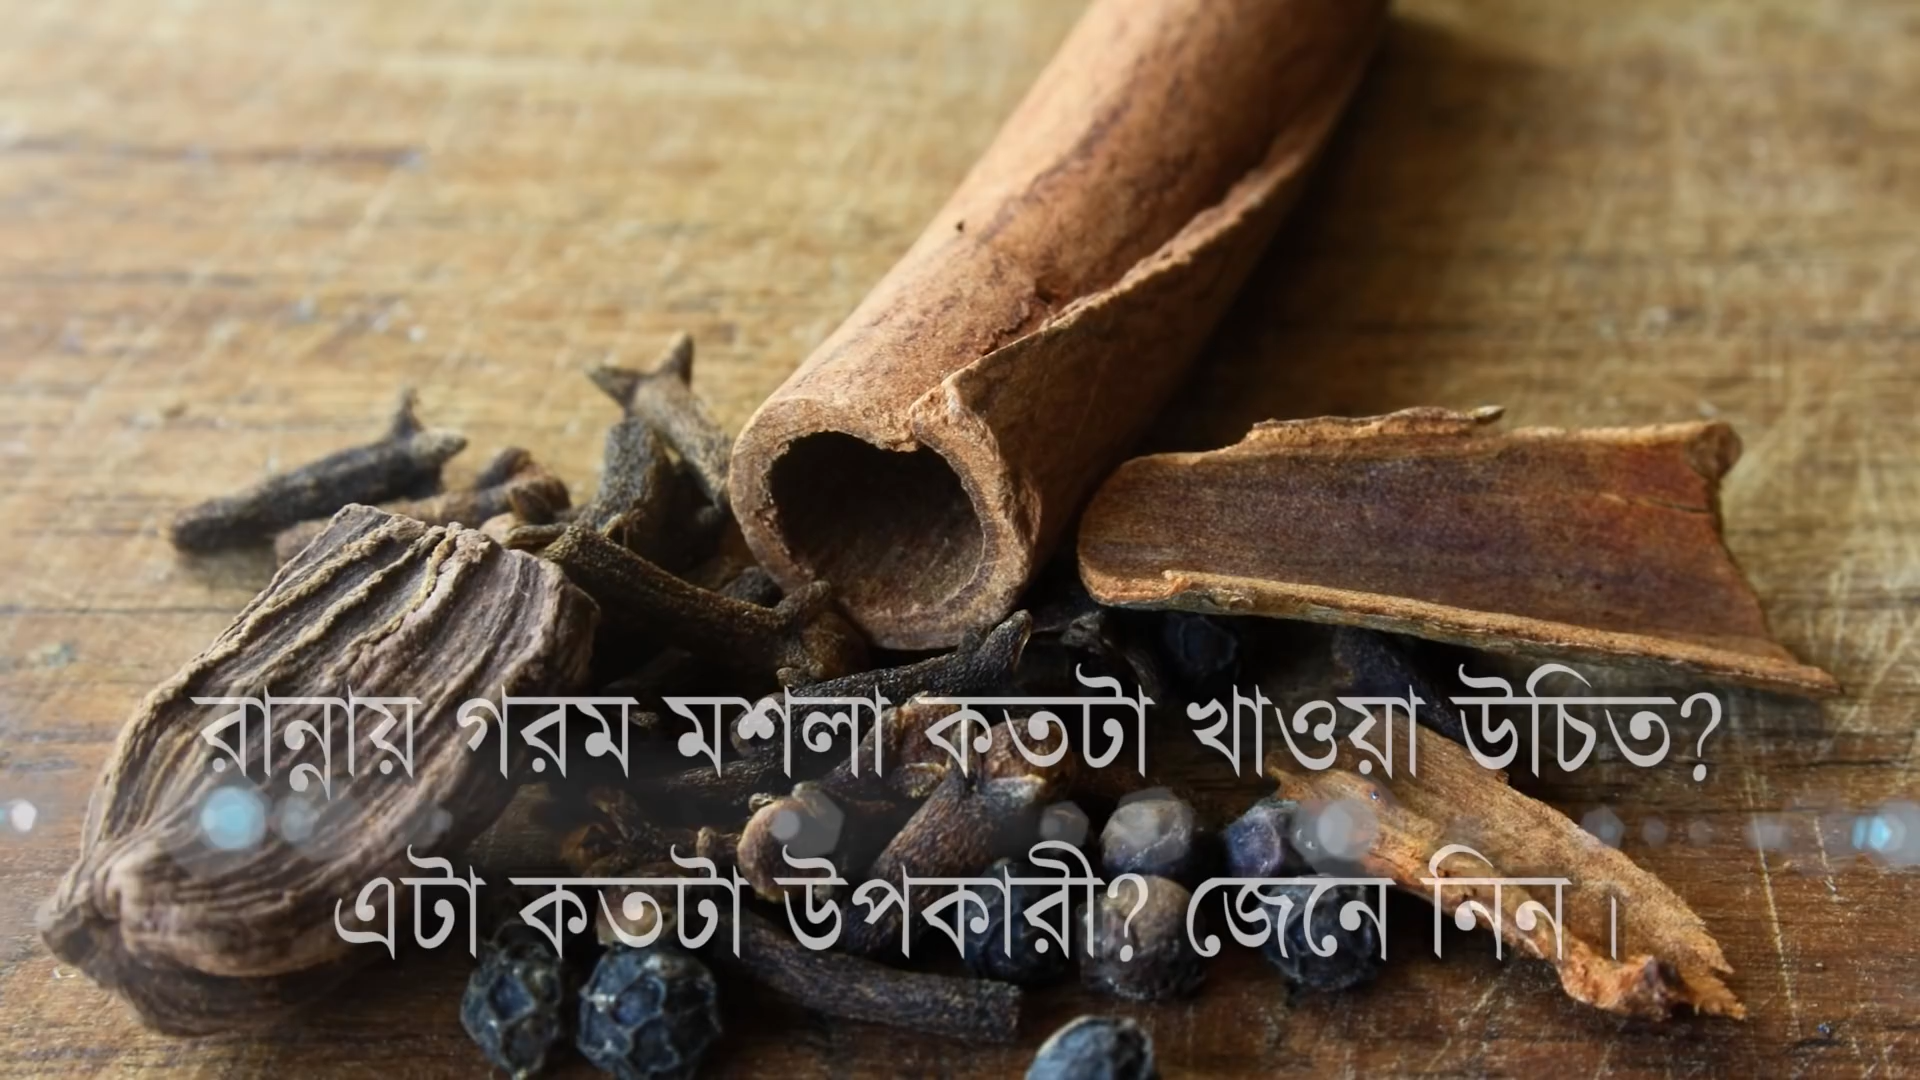 রান্নায় গরম মশলা কতটা খাওয়া উচিত?
এটা কতটা উপকারী? জেনে নিন।